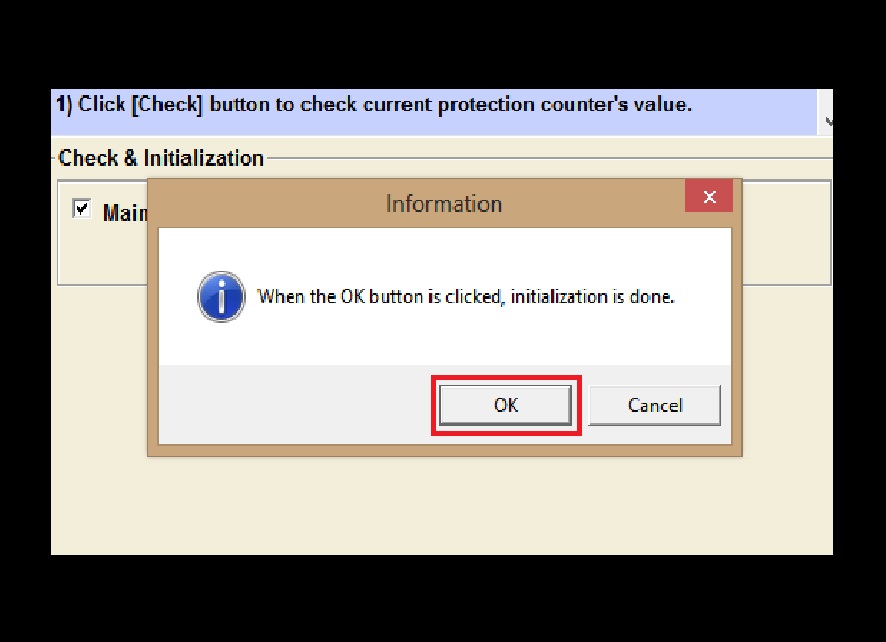 1) Click [Check] button to check current protection counter's value.
Check & Initialization
Main
Information
When the OK button is clicked, initialization is done.
OK
Cancel